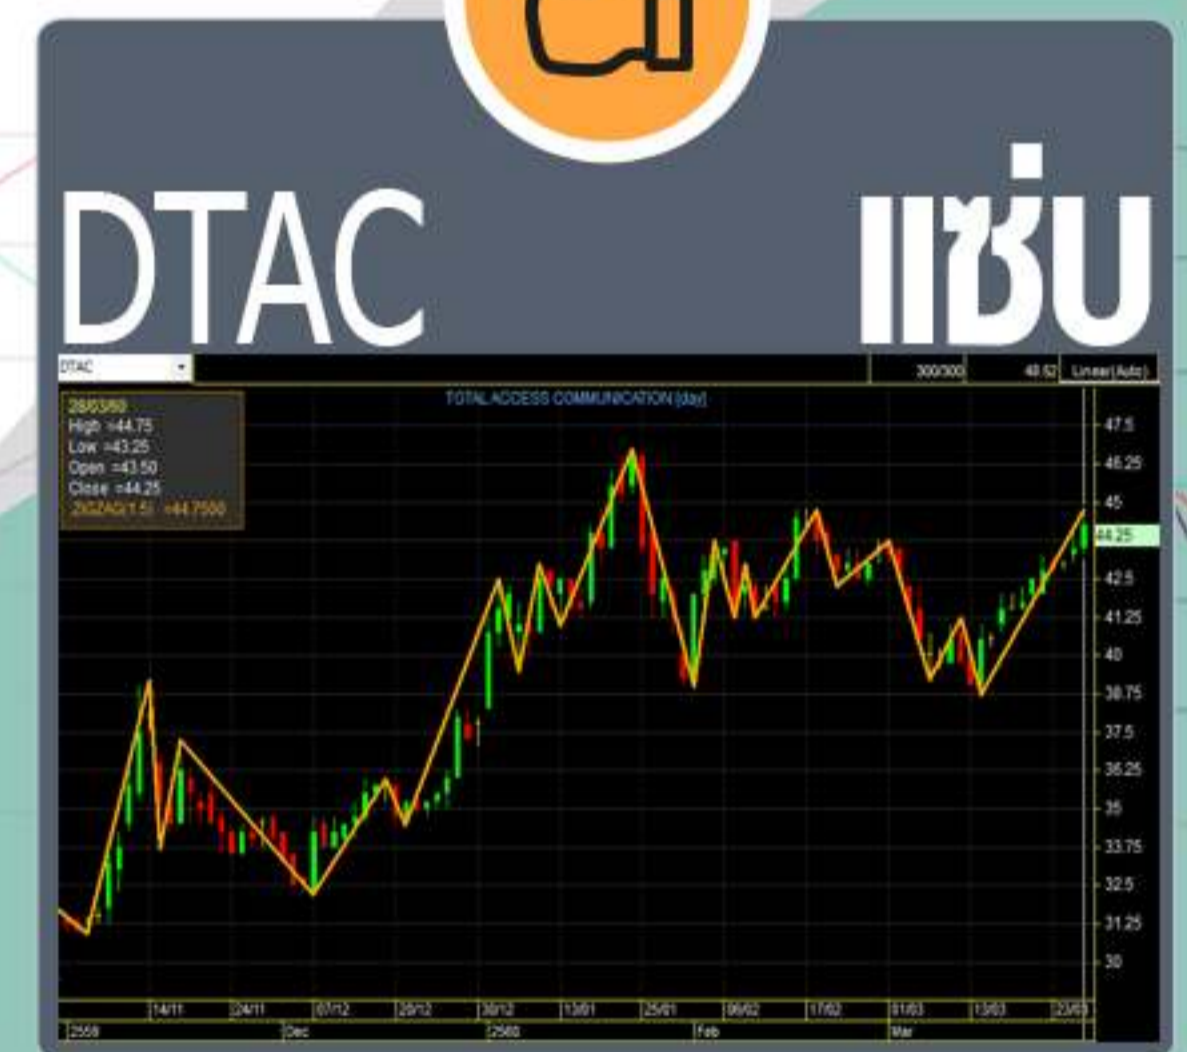 DTAC แซ่บ
DTAC 300/300 48.52 Linear(Auto)
TOTAL ACCESS COMMUNICATION [day]
28/03/60
High =44.75
Low =43.25
Open =43.50
Close =44.25
ZIGZAG(1.5) =44.7500
47.5
46.25
45
44.25
42.5
41.25
40
38.75
37.5
36.25
35
33.75
32.5
31.25
30
14/11 24/11 07/12 20/12 30/12 13/01 25/01 06/02 17/02 01/03 13/03 23/03
2559 Dec 2560 Feb Mar